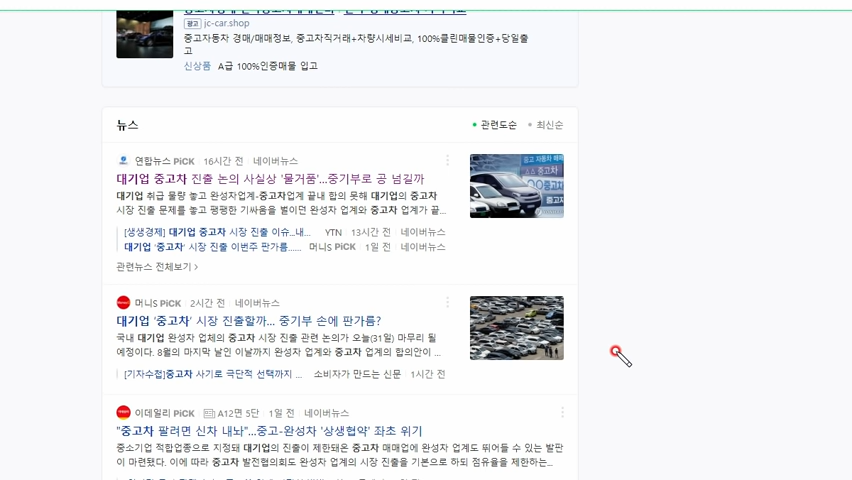 광고 jc-car.shop
중고자동차 경매/매매정보, 중고차직거래+차량시세비교, 100%클린매물인증+당일출
고
신상품 A급 100%인증매물 입고
뉴스
관련도순 최신순
연합뉴스 PiCK 16시간 전 네이버뉴스
대기업 중고차 진출 논의 사실상 '물거품'...중기부로 공 넘길까
대기업 취급 물량 놓고 완성차업계-중고차업계 끝내 합의 못해 대기업의 중고차
시장 진출 문제를 놓고 팽팽한 기싸움을 벌이던 완성차 업계와 중고차 업계가 끝...
[생생경제] 대기업 중고차 시장 진출 이슈...내... YTN 13시간 전 네이버뉴스
대기업 '중고차' 시장 진출 이번주 판가름...... 머니S PiCK 1일 전 네이버뉴스
관련뉴스 전체보기 >
머니S PiCK 2시간 전 네이버뉴스
대기업 '중고차' 시장 진출할까... 중기부 손에 판가름?
국내 대기업 완성차 업체의 중고차 시장 진출 관련 논의가 오늘(31일) 마무리 될
예정이다. 8월의 마지막 날인 이날까지 완성차 업계와 중고차 업계의 합의안이 ...
[기자수첩]중고차 사기로 극단적 선택까지 ... 소비자가 만드는 신문 1시간 전
이데일리 PiCK A12면 5단 1일 전 네이버뉴스
"중고차 팔려면 신차 내놔"...중고-완성차 '상생협약' 좌초 위기
중소기업 적합업종으로 지정돼 대기업의 진출이 제한돼온 중고차 매매업에 완성차 업계도 뛰어들 수 있는 발판
이 마련됐다. 이에 따라 중고차 발전협의회도 완성차 업계의 시장 진출을 기본으로 하되 점유율을 제한하는...